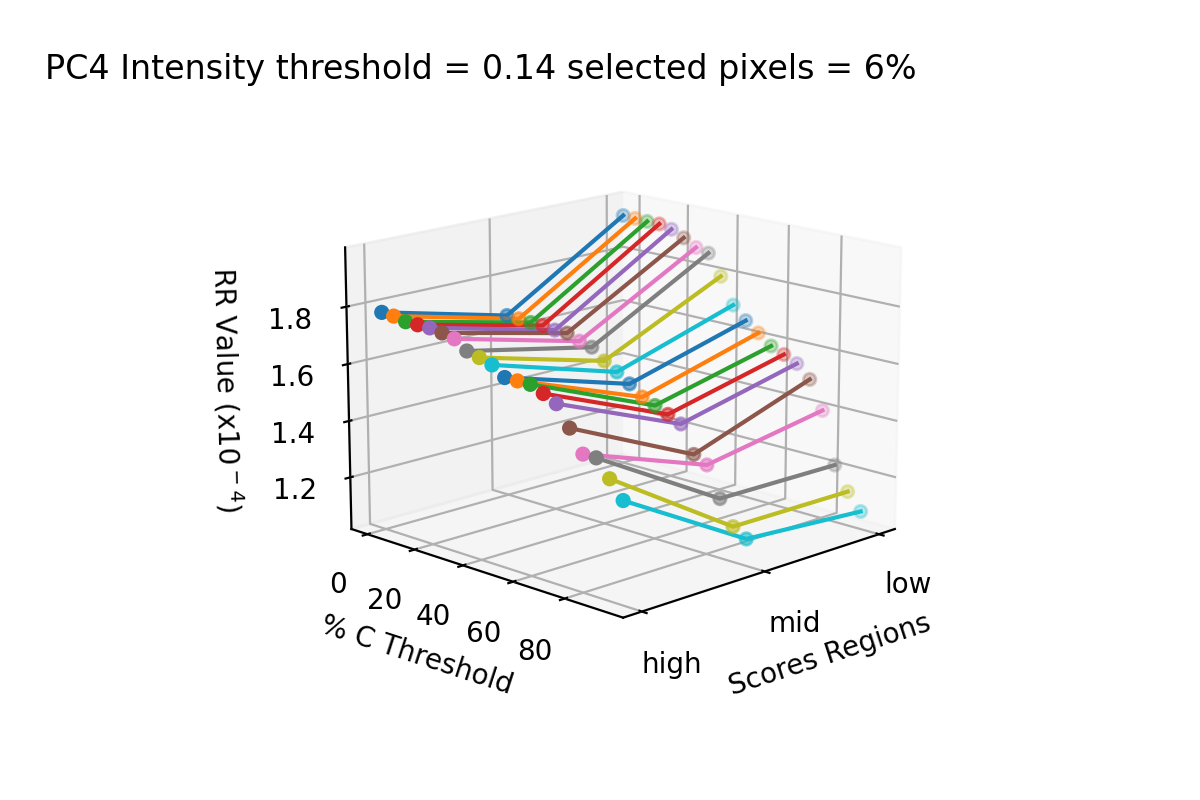 PC4 Intensity threshold = 0.14 selected pixels = 6%
RR Value (x10⁻⁴)
1.8
1.6
1.4
1.2
0
20
40
60
80
% C Threshold
high
mid
low
Scores Regions